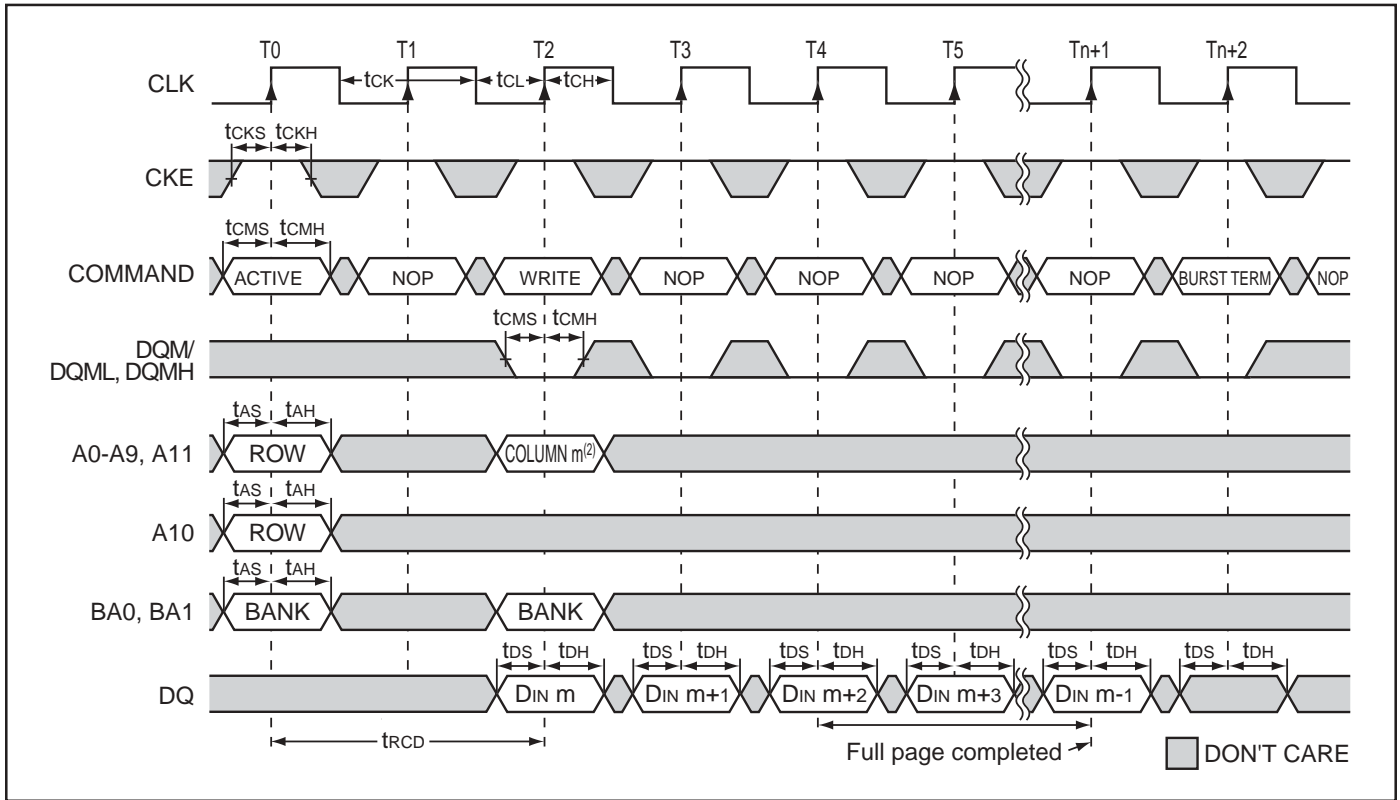 T0 T1 T2 T3 T4 T5 Tn+1 Tn+2
CLK tCK tCL tCH
tCKS tCKH
CKE
tCMS tCMH
COMMAND ACTIVE NOP WRITE NOP NOP NOP NOP BURST TERM NOP
tCMS tCMH
DQM/
DQML, DQMH
tAS tAH
A0-A9, A11 ROW COLUMN m(2)
tAS tAH
A10 ROW
tAS tAH
BA0, BA1 BANK BANK
tDS tDH tDS tDH tDS tDH tDS tDH tDS tDH tDS tDH
DQ DIN m DIN m+1 DIN m+2 DIN m+3 DIN m-1
tRCD
Full page completed
DON'T CARE